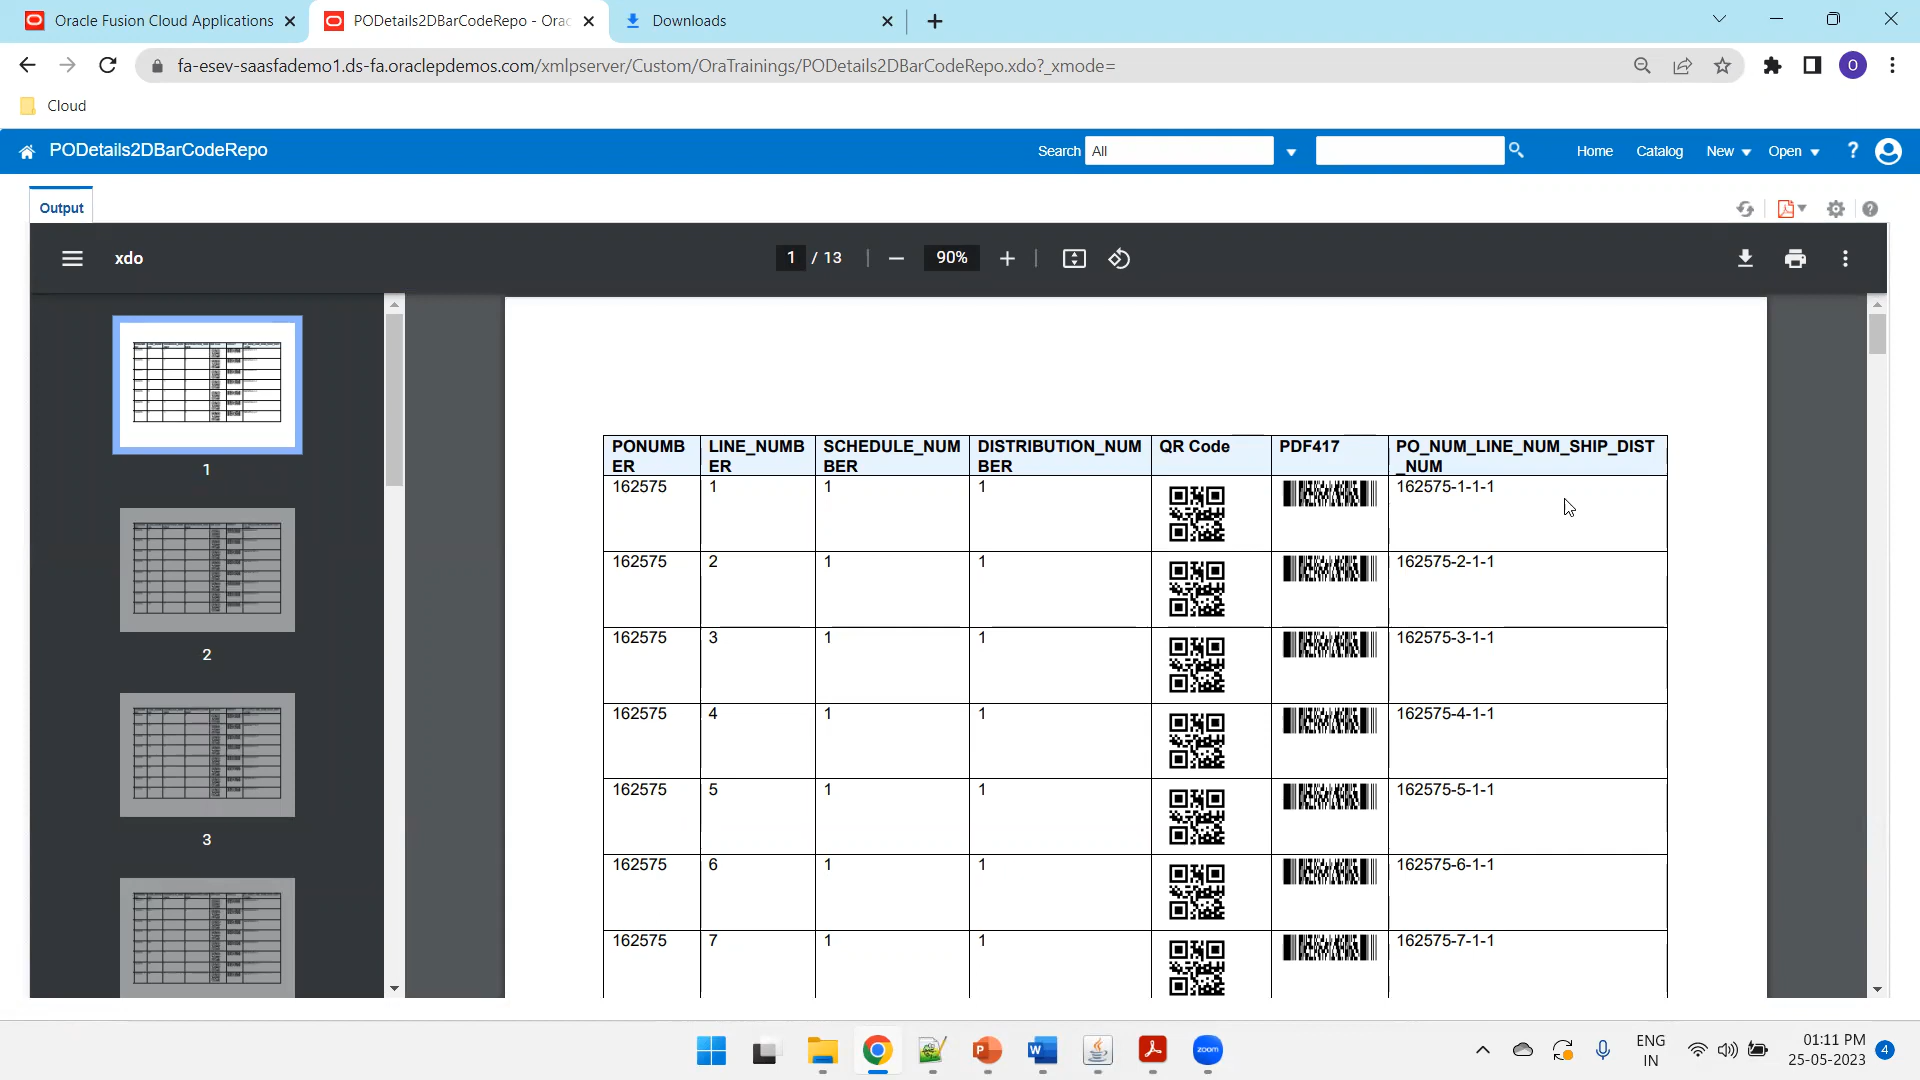 Oracle Fusion Cloud Applications
PODetails2DBarCodeRepo - Orac
Downloads
fa-esev-saasfademo1.ds-fa.oraclepdemos.com/xmlpserver/Custom/OraTrainings/PODetails2DBarCodeRepo.xdo?_xmode=
O
Cloud
PODetails2DBarCodeRepo
Search All
Home Catalog New Open ?
Output
xdo
1 / 13
90%
1
2
3
PONUMB
ER
LINE_NUMB
ER
SCHEDULE_NUM
BER
DISTRIBUTION_NUM
BER
QR Code
PDF417
PO_NUM_LINE_NUM_SHIP_DIST
_NUM
162575 1 1 1 162575-1-1-1
162575 2 1 1 162575-2-1-1
162575 3 1 1 162575-3-1-1
162575 4 1 1 162575-4-1-1
162575 5 1 1 162575-5-1-1
162575 6 1 1 162575-6-1-1
162575 7 1 1 162575-7-1-1
zoom
ENG
IN
01:11 PM
25-05-2023
4